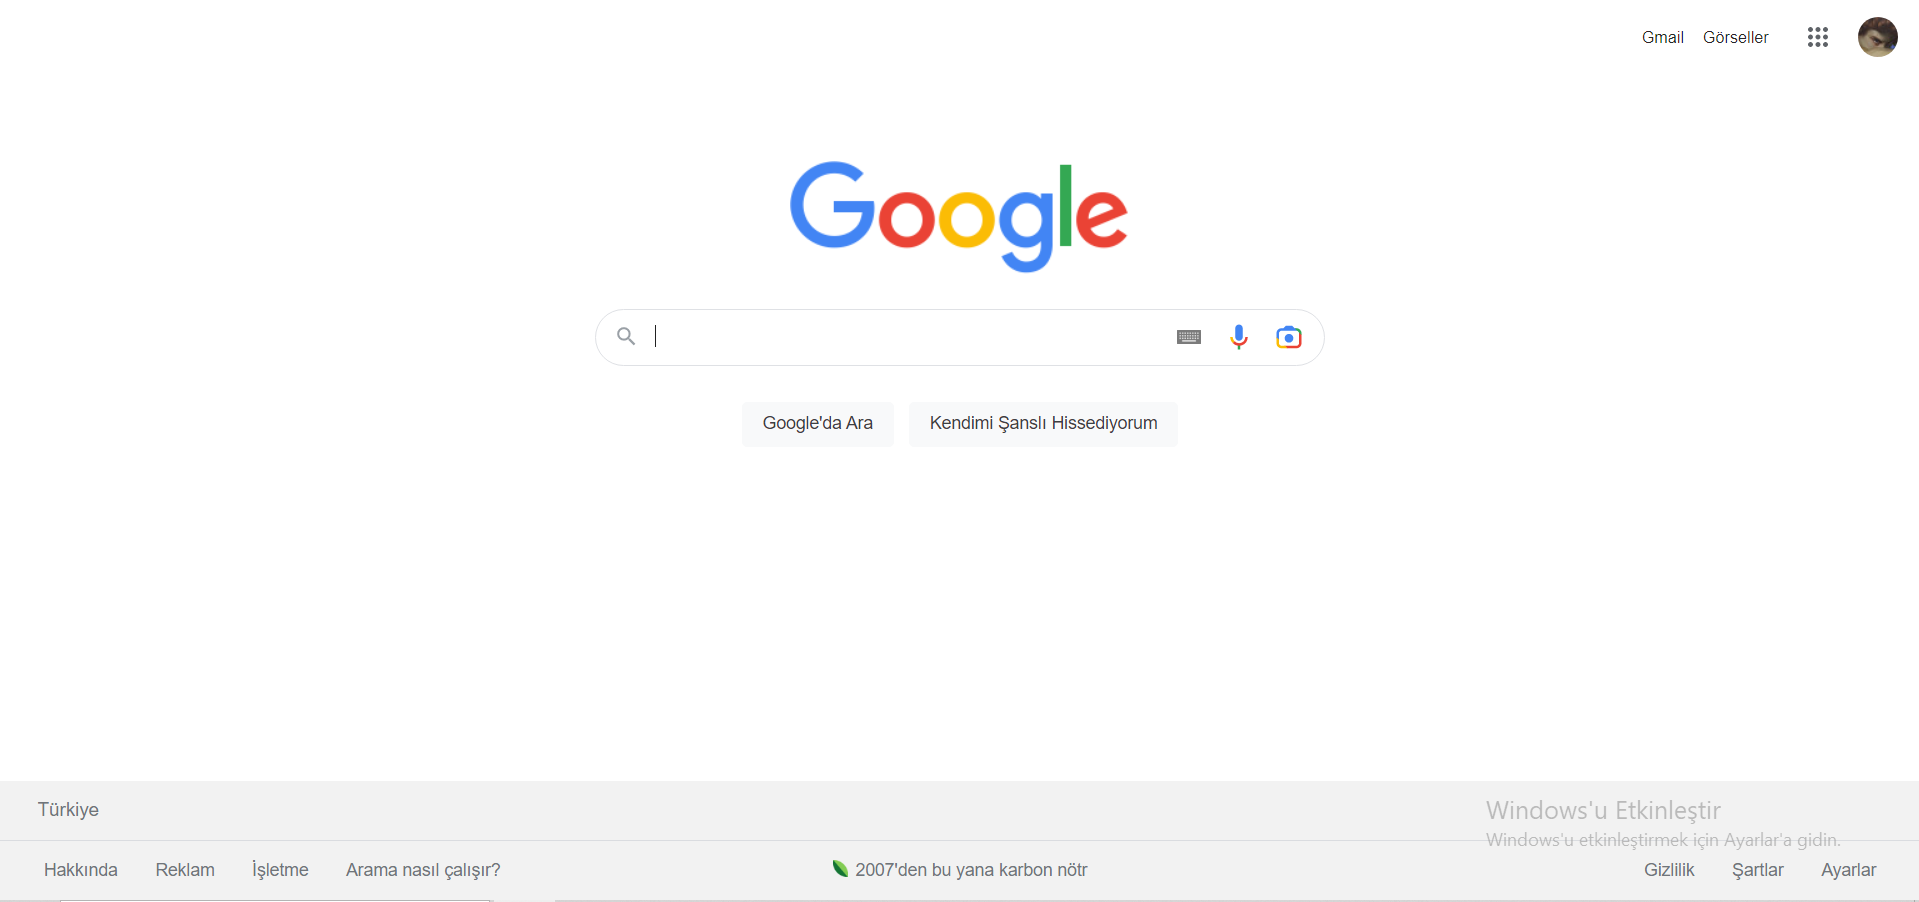 Gmail Görseller
Google
Google'da Ara Kendimi Şanslı Hissediyorum
Türkiye
Windows'u Etkinleştir
Windows'u etkinleştirmek için Ayarlar'a gidin.
Hakkında Reklam İşletme Arama nasıl çalışır? 2007'den bu yana karbon nötr Gizlilik Şartlar Ayarlar